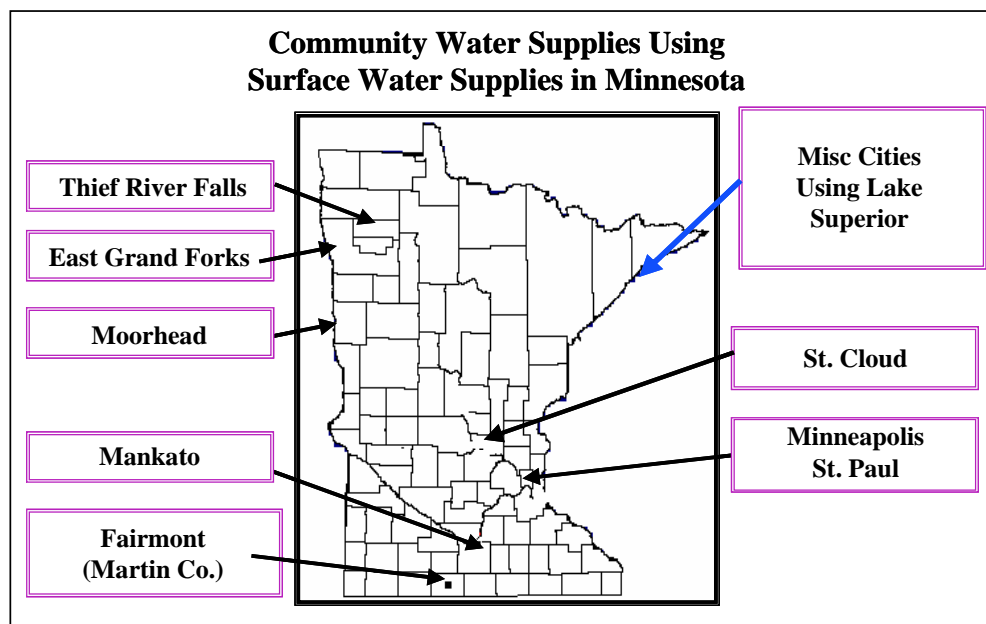 Community Water Supplies Using
Surface Water Supplies in Minnesota
Thief River Falls
East Grand Forks
Moorhead
Mankato
Fairmont
(Martin Co.)
Misc Cities
Using Lake
Superior
St. Cloud
Minneapolis
St. Paul